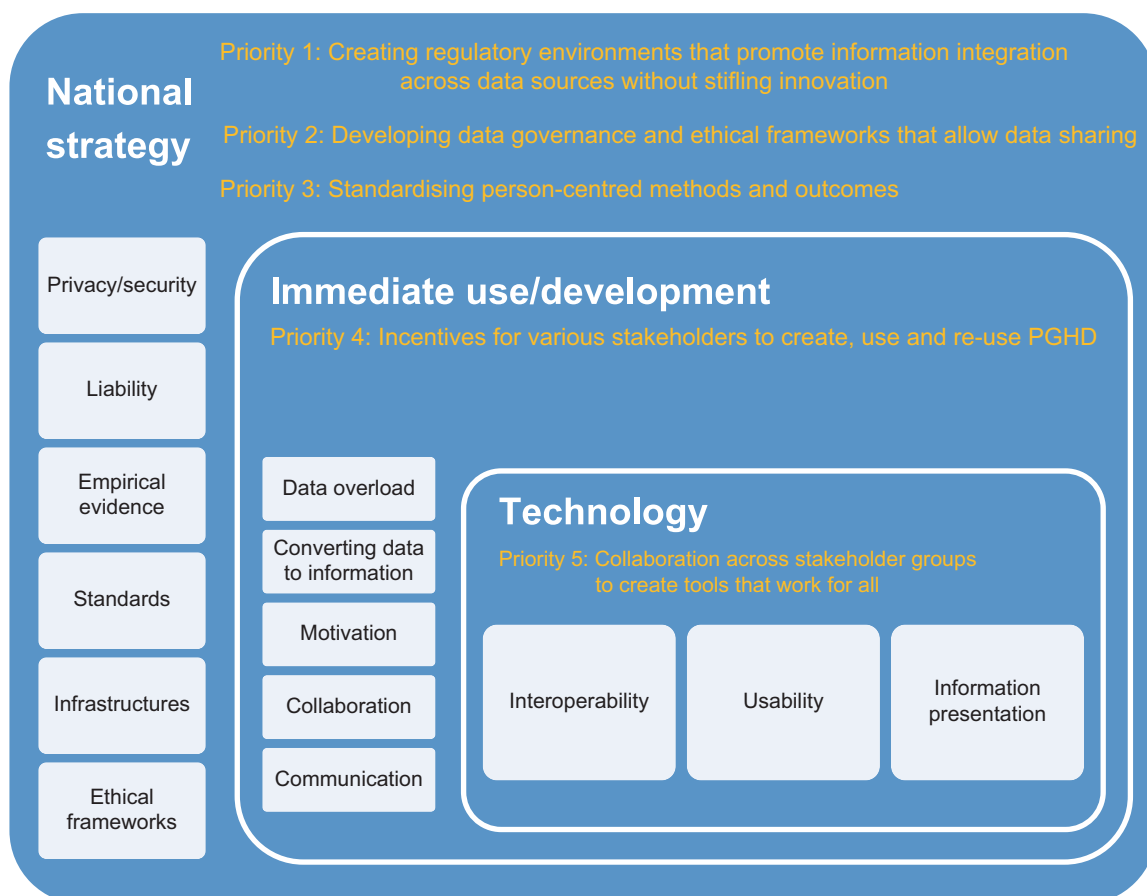 National
strategy
Priority 1: Creating regulatory environments that promote information integration
across data sources without stifling innovation
Priority 2: Developing data governance and ethical frameworks that allow data sharing
Priority 3: Standardising person-centred methods and outcomes
Privacy/security
Liability
Empirical
evidence
Standards
Infrastructures
Ethical
frameworks
Immediate use/development
Priority 4: Incentives for various stakeholders to create, use and re-use PGHD
Data overload
Converting data
to information
Motivation
Collaboration
Communication
Technology
Priority 5: Collaboration across stakeholder groups
to create tools that work for all
Interoperability
Usability
Information
presentation